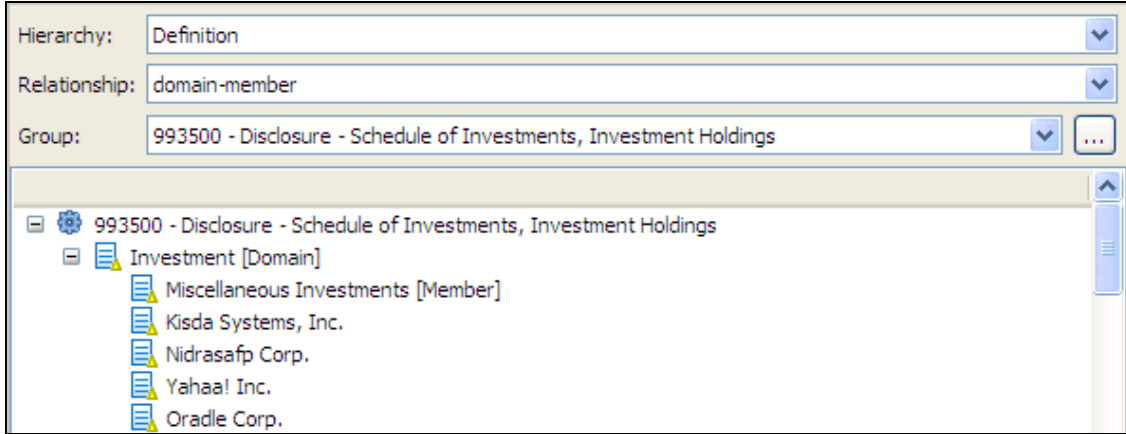 Hierarchy: Definition
Relationship: domain-member
Group: 993500 - Disclosure - Schedule of Investments, Investment Holdings ...
993500 - Disclosure - Schedule of Investments, Investment Holdings
Investment [Domain]
Miscellaneous Investments [Member]
Kisda Systems, Inc.
Nidrasafp Corp.
Yahaa! Inc.
Oradle Corp.